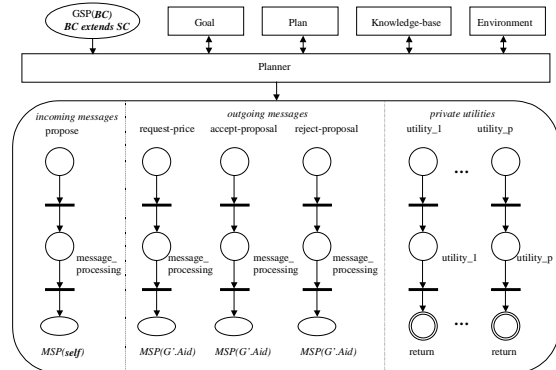 GSP(BC)
BC extends SC
Goal
Plan
Knowledge-base
Environment
Planner
incoming messages
outgoing messages
private utilities
propose
request-price
accept-proposal
reject-proposal
utility_1
utility_p
...
message_
processing
message_
processing
message_
processing
message_
processing
utility_1
utility_p
...
MSP(self)
MSP(G'.Aid)
MSP(G'.Aid)
MSP(G'.Aid)
return
return